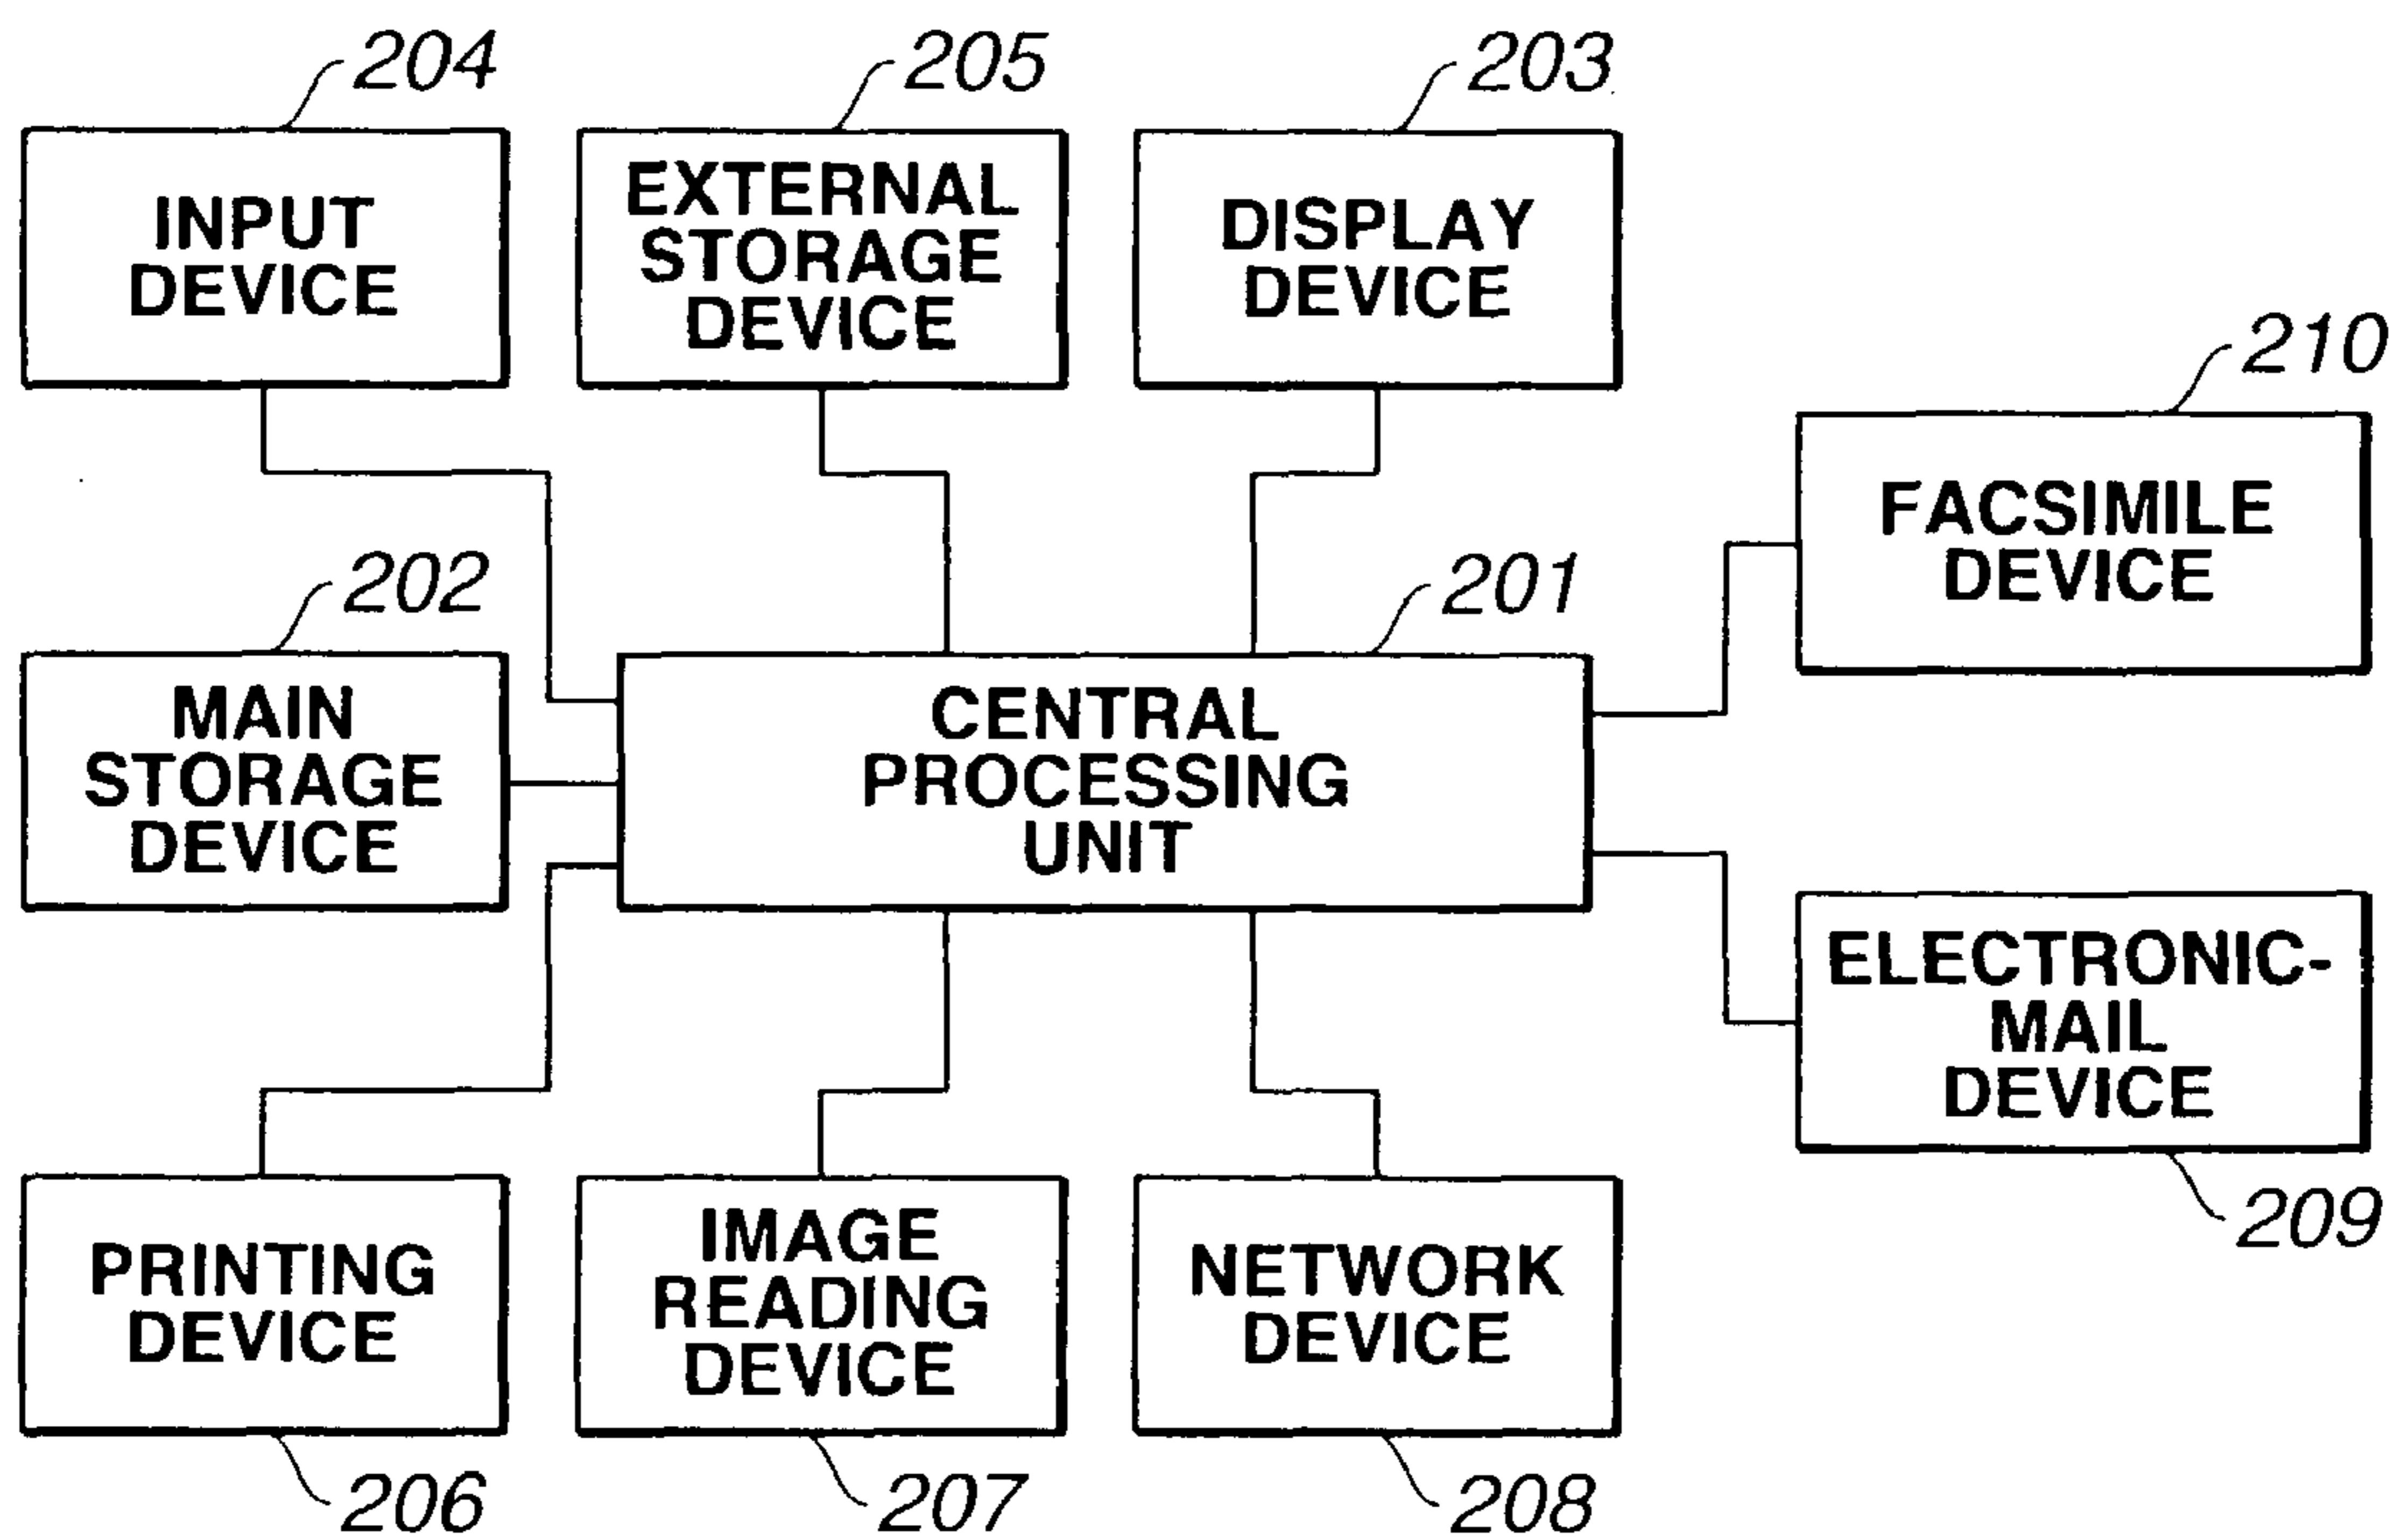 204
INPUT
DEVICE
205
EXTERNAL
STORAGE
DEVICE
203
DISPLAY
DEVICE
210
FACSIMILE
DEVICE
202
MAIN
STORAGE
DEVICE
201
CENTRAL
PROCESSING
UNIT
ELECTRONIC-
MAIL
DEVICE
209
PRINTING
DEVICE
206
IMAGE
READING
DEVICE
207
NETWORK
DEVICE
208